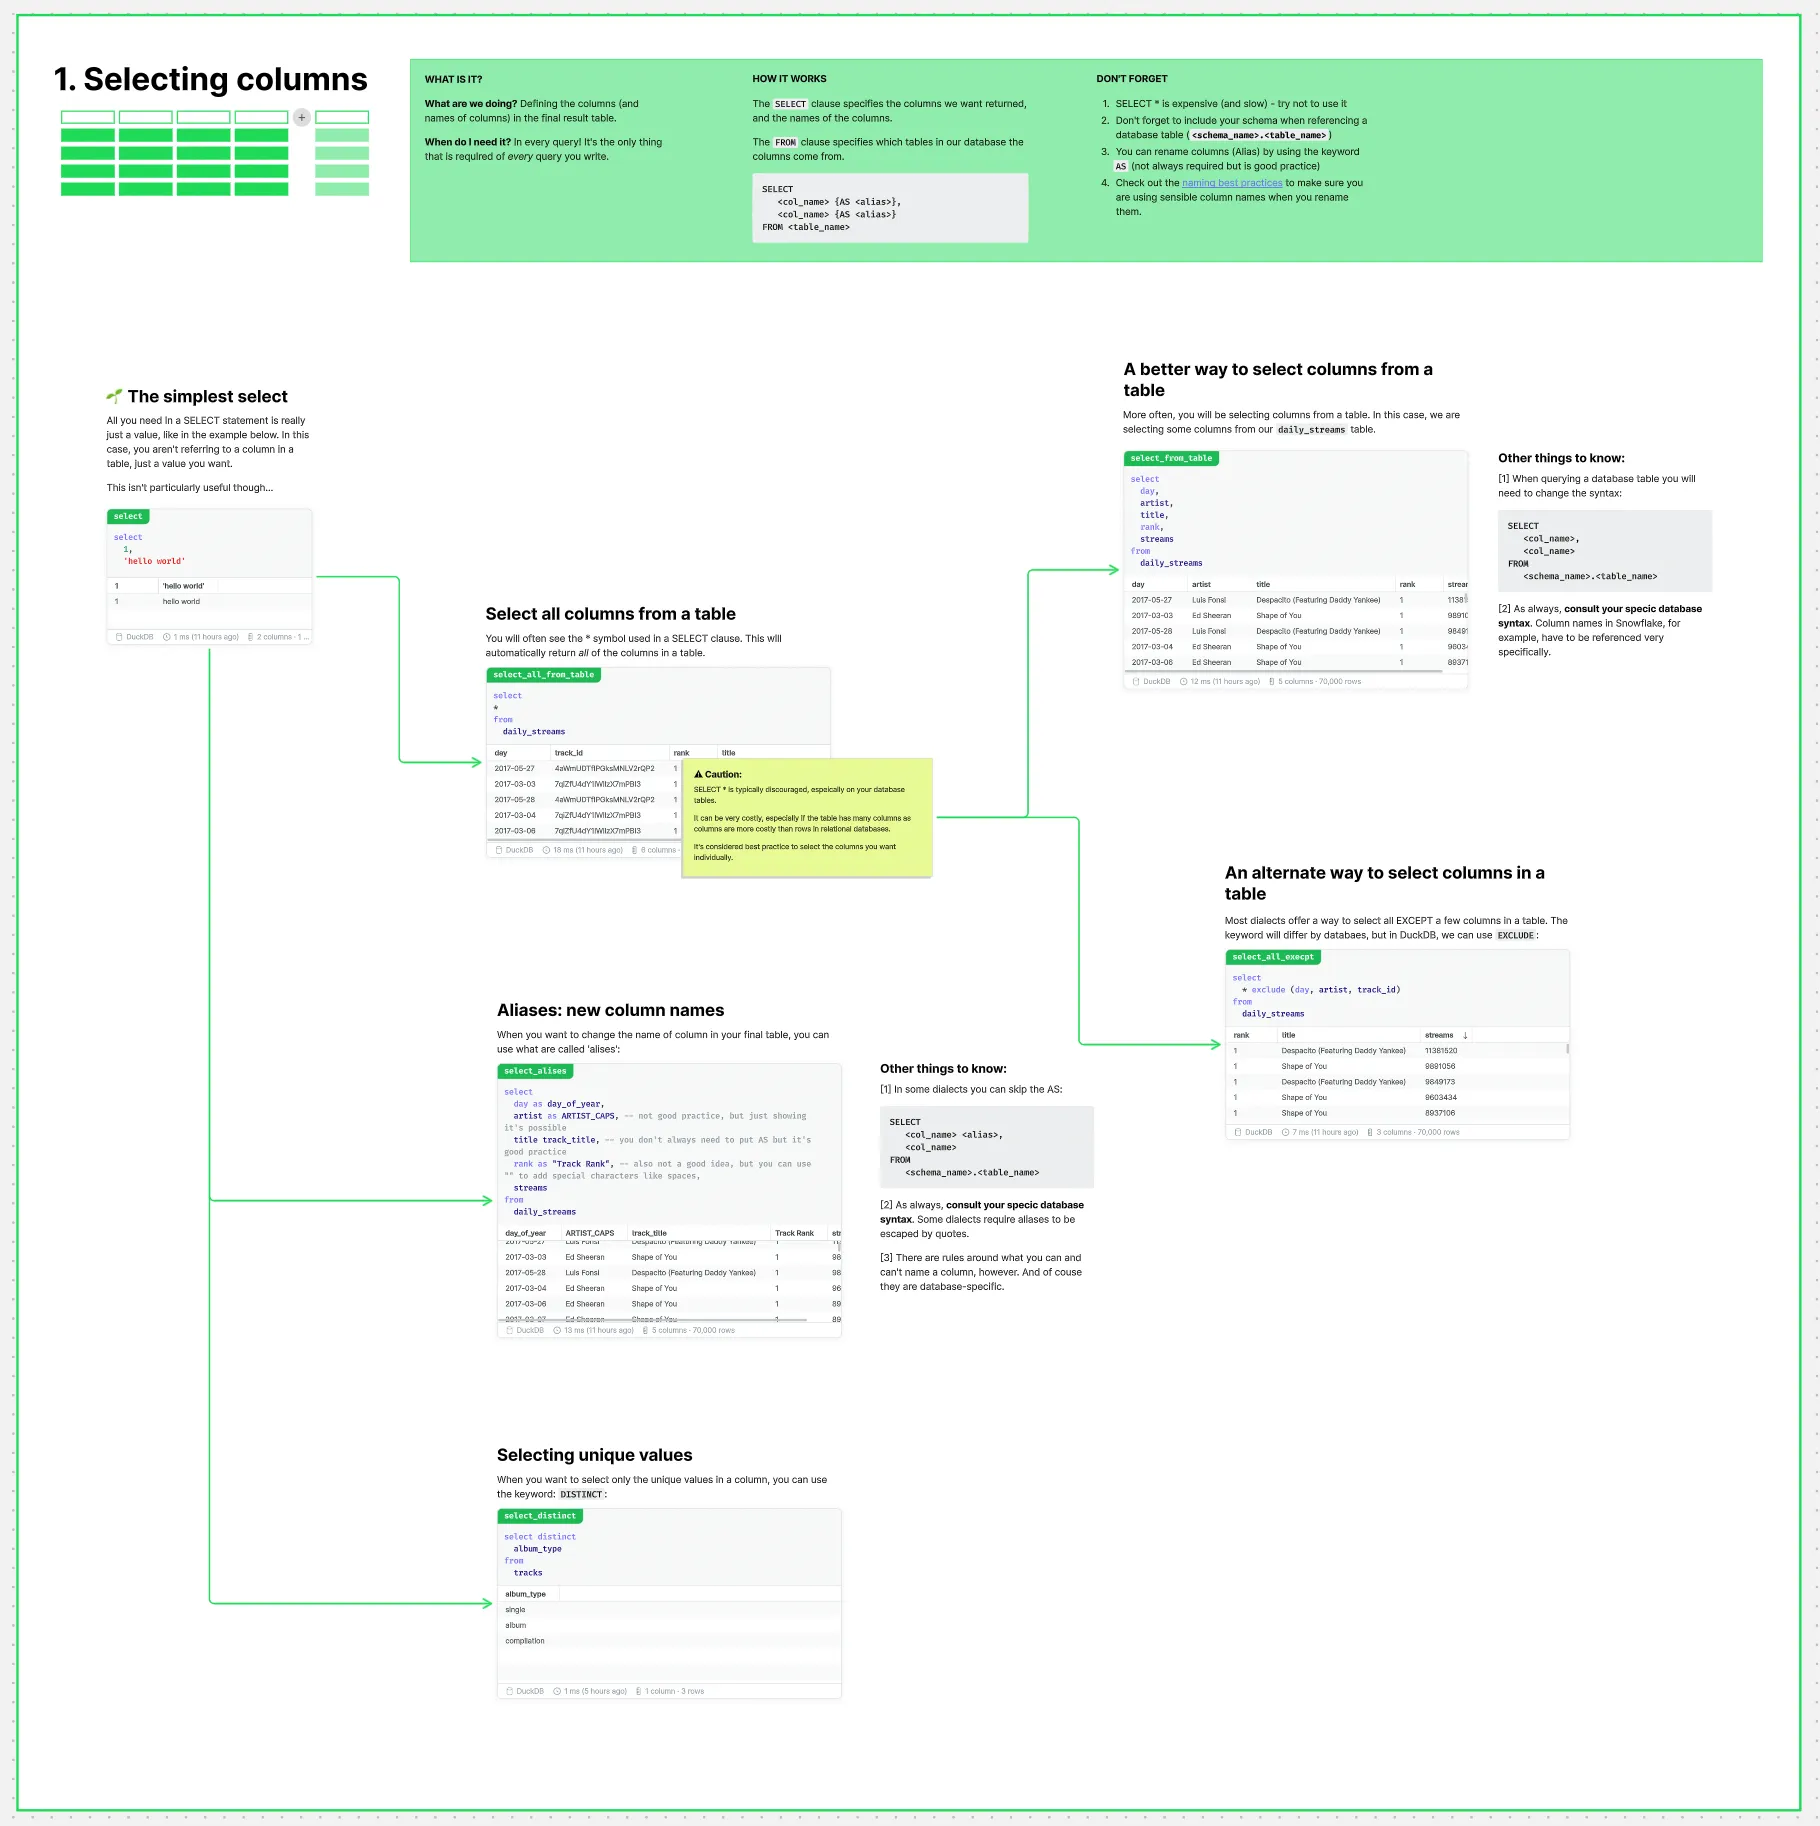 1. Selecting columns
+
WHAT IS IT?
What are we doing? Defining the columns (and
names of columns) in the final result table.
When do I need it? In every query! It's the only thing
that is required of every query you write.
HOW IT WORKS
The SELECT clause specifies the columns we want returned,
and the names of the columns.
The FROM clause specifies which tables in our database the
columns come from.
SELECT
<col_name> {AS <alias>},
<col_name> {AS <alias>}
FROM <table_name>
DON'T FORGET
1. SELECT * is expensive (and slow) - try not to use it
2. Don't forget to include your schema when referencing a
database table ( <schema_name>.<table_name> )
3. You can rename columns (Alias) by using the keyword
AS (not always required but is good practice)
4. Check out the naming best practices to make sure you
are using sensible column names when you rename
them.
🌱 The simplest select
All you need in a SELECT statement is really
just a value, like in the example below. In this
case, you aren't referring to a column in a
table, just a value you want.
This isn't particularly useful though...
select
select
1,
'hello world'
1 'hello world'
1 hello world
DuckDB 1 ms (11 hours ago) 2 columns · 1 ...
Select all columns from a table
You will often see the * symbol used in a SELECT clause. This will
automatically return all of the columns in a table.
select_all_from_table
select
*
from
daily_streams
day track_id rank title
2017-05-27 4aWmUDTfIPGksMNLV2rQP2 1
2017-03-03 7qiZfU4dY1lWllzX7mPBI3 1
2017-05-28 4aWmUDTfIPGksMNLV2rQP2 1
2017-03-04 7qiZfU4dY1lWllzX7mPBI3 1
2017-03-06 7qiZfU4dY1lWllzX7mPBI3 1
DuckDB 18 ms (11 hours ago) 6 columns ·
⚠ Caution:
SELECT * is typically discouraged, espeically on your database
tables.
It can be very costly, especially if the table has many columns as
columns are more costly than rows in relational databases.
It's considered best practice to select the columns you want
individually.
A better way to select columns from a
table
More often, you will be selecting columns from a table. In this case, we are
selecting some columns from our daily_streams table.
select_from_table
select
day,
artist,
title,
rank,
streams
from
daily_streams
day artist title rank strear
2017-05-27 Luis Fonsi Despacito (Featuring Daddy Yankee) 1 11381
2017-03-03 Ed Sheeran Shape of You 1 98910
2017-05-28 Luis Fonsi Despacito (Featuring Daddy Yankee) 1 98491
2017-03-04 Ed Sheeran Shape of You 1 96034
2017-03-06 Ed Sheeran Shape of You 1 89371
DuckDB 12 ms (11 hours ago) 5 columns · 70,000 rows
Other things to know:
[1] When querying a database table you will
need to change the syntax:
SELECT
<col_name>,
<col_name>
FROM
<schema_name>.<table_name>
[2] As always, consult your specic database
syntax. Column names in Snowflake, for
example, have to be referenced very
specifically.
An alternate way to select columns in a
table
Most dialects offer a way to select all EXCEPT a few columns in a table. The
keyword will differ by databaes, but in DuckDB, we can use EXCLUDE :
select_all_execpt
select
* exclude (day, artist, track_id)
from
daily_streams
rank title streams ↓
1 Despacito (Featuring Daddy Yankee) 11381520
1 Shape of You 9891056
1 Despacito (Featuring Daddy Yankee) 9849173
1 Shape of You 9603434
1 Shape of You 8937106
DuckDB 7 ms (11 hours ago) 3 columns · 70,000 rows
Aliases: new column names
When you want to change the name of column in your final table, you can
use what are called 'alises':
select_alises
select
day as day_of_year,
artist as ARTIST_CAPS, -- not good practice, but just showing
it's possible
title track_title, -- you don't always need to put AS but it's
good practice
rank as "Track Rank", -- also not a good idea, but you can use
"" to add special characters like spaces,
streams
from
daily_streams
day_of_year ARTIST_CAPS track_title Track Rank str
2017-05-27 Luis Fonsi Despacito (Featuring Daddy Yankee) 1 11
2017-03-03 Ed Sheeran Shape of You 1 98
2017-05-28 Luis Fonsi Despacito (Featuring Daddy Yankee) 1 98
2017-03-04 Ed Sheeran Shape of You 1 96
2017-03-06 Ed Sheeran Shape of You 1 89
2017-03-07 Ed Sheeran Shape of You 1 89
DuckDB 13 ms (11 hours ago) 5 columns · 70,000 rows
Other things to know:
[1] In some dialects you can skip the AS:
SELECT
<col_name> <alias>,
<col_name>
FROM
<schema_name>.<table_name>
[2] As always, consult your specic database
syntax. Some dialects require aliases to be
escaped by quotes.
[3] There are rules around what you can and
can't name a column, however. And of couse
they are database-specific.
Selecting unique values
When you want to select only the unique values in a column, you can use
the keyword: DISTINCT :
select_distinct
select distinct
album_type
from
tracks
album_type
single
album
compilation
DuckDB 1 ms (5 hours ago) 1 column · 3 rows